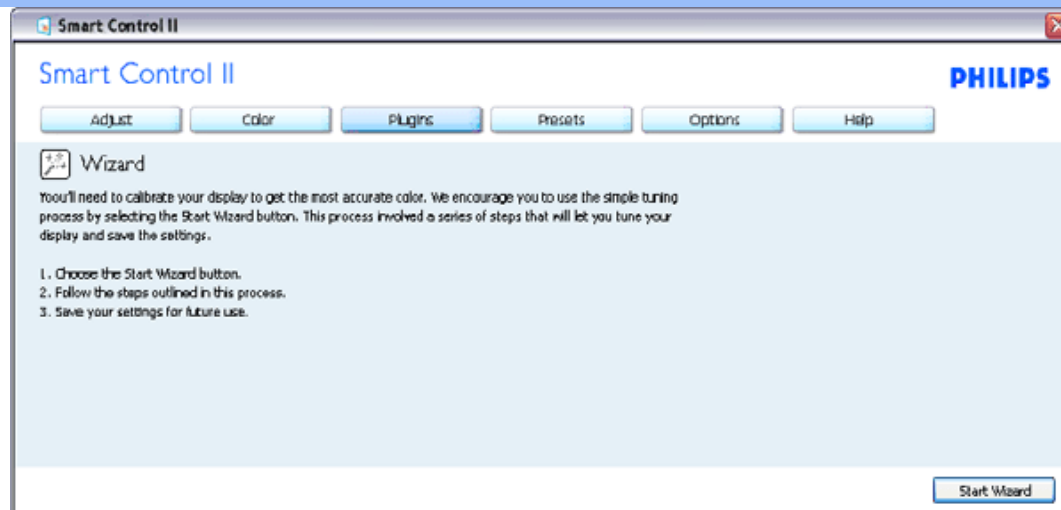 Smart Control II
Smart Control II
PHILIPS
Adjust Color Plugins Presets Options Help
Wizard
Yoou'll need to calibrate your display to get the most accurate color. We encourage you to use the simple tuning
process by selecting the Start Wizard button. This process involved a series of steps that will let you tune your
display and save the settings.
1. Choose the Start Wizard button.
2. Follow the steps outlined in this process.
3. Save your settings for future use.
Start Wizard